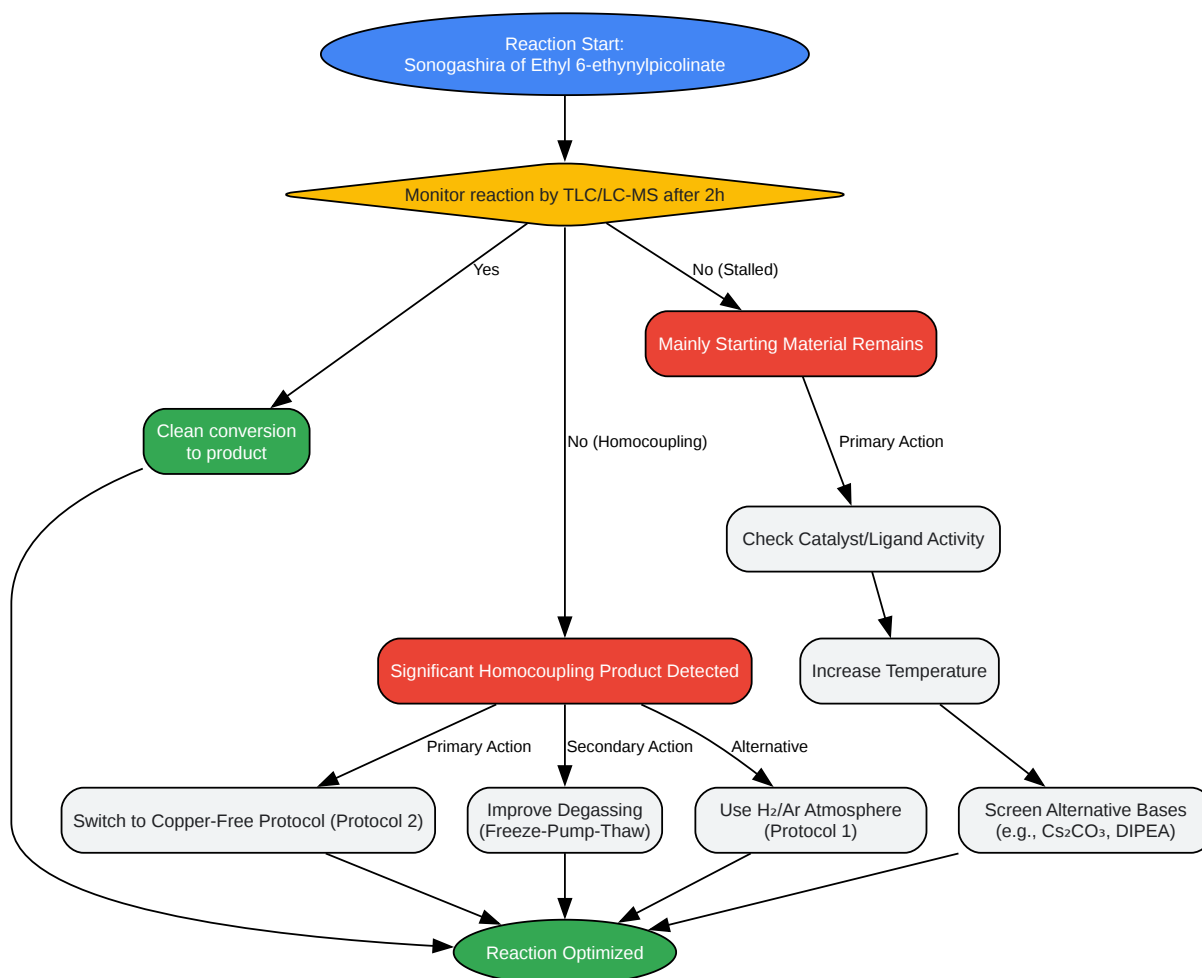 Reaction Start:
Sonogashira of Ethyl 6-ethynylpicolinate
Monitor reaction by TLC/LC-MS after 2h
Yes
No (Stalled)
Mainly Starting Material Remains
Clean conversion
to product
No (Homocoupling)
Primary Action
Check Catalyst/Ligand Activity
Significant Homocoupling Product Detected
Increase Temperature
Primary Action
Secondary Action
Alternative
Switch to Copper-Free Protocol (Protocol 2)
Improve Degassing
(Freeze-Pump-Thaw)
Use H₂/Ar Atmosphere
(Protocol 1)
Screen Alternative Bases
(e.g., Cs₂CO₃, DIPEA)
Reaction Optimized